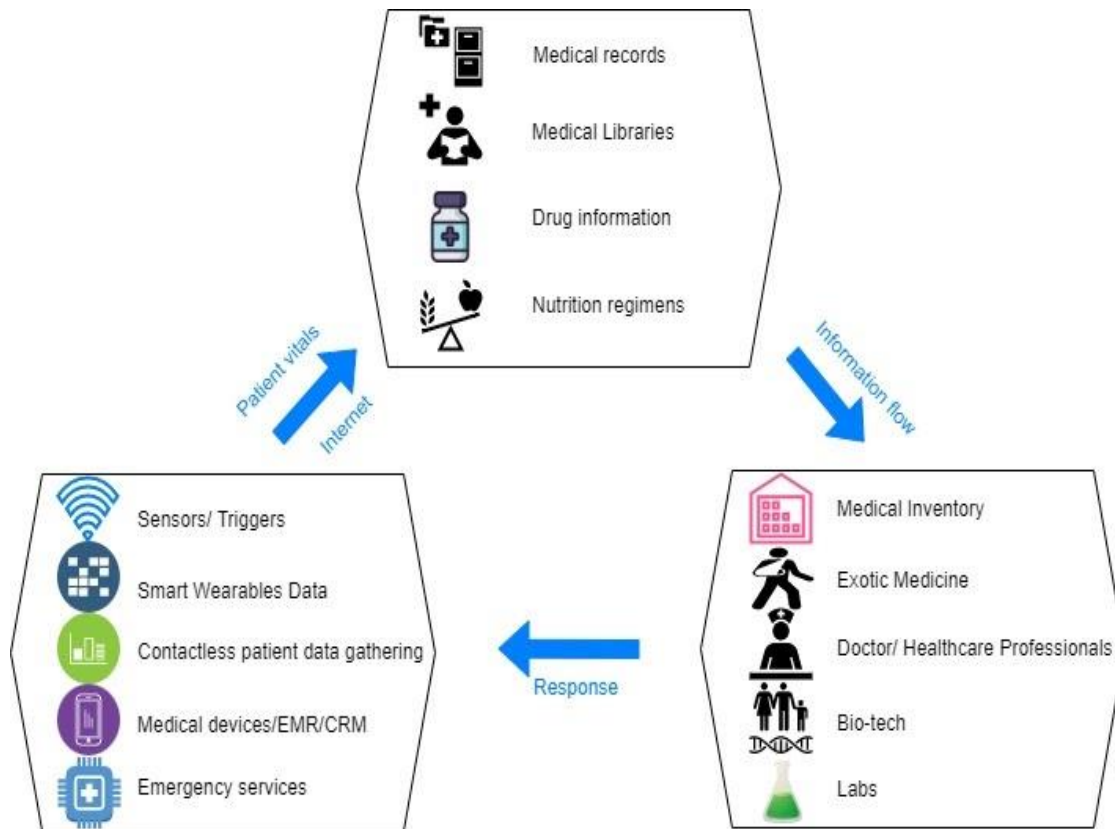 Medical records
Medical Libraries
Drug information
Nutrition regimens
Patient vitals
Internet
Information flow
Sensors/ Triggers
Smart Wearables Data
Contactless patient data gathering
Medical devices/EMR/CRM
Emergency services
Response
Medical Inventory
Exotic Medicine
Doctor/ Healthcare Professionals
Bio-tech
Labs